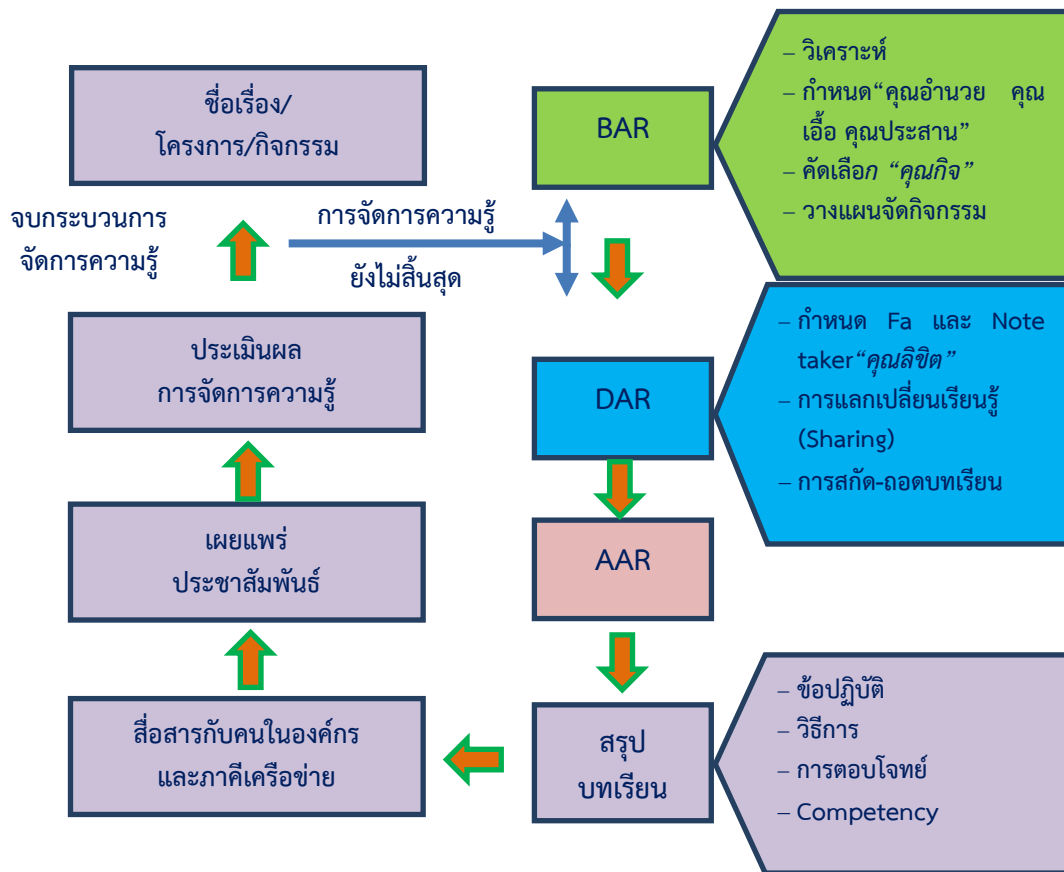 ชื่อเรื่อง/
โครงการ/กิจกรรม
BAR
– วิเคราะห์
– กำหนด“คุณอำนวย คุณ
เอื้อ คุณประสาน”
– คัดเลือก “คุณกิจ”
– วางแผนจัดกิจกรรม
จบกระบวนการ
จัดการความรู้
การจัดการความรู้
ยังไม่สิ้นสุด
ประเมินผล
การจัดการความรู้
DAR
– กำหนด Fa และ Note
taker“คุณลิขิต”
– การแลกเปลี่ยนเรียนรู้
(Sharing)
– การสกัด-ถอดบทเรียน
เผยแพร่
ประชาสัมพันธ์
AAR
สื่อสารกับคนในองค์กร
และภาคีเครือข่าย
สรุป
บทเรียน
– ข้อปฏิบัติ
– วิธีการ
– การตอบโจทย์
– Competency